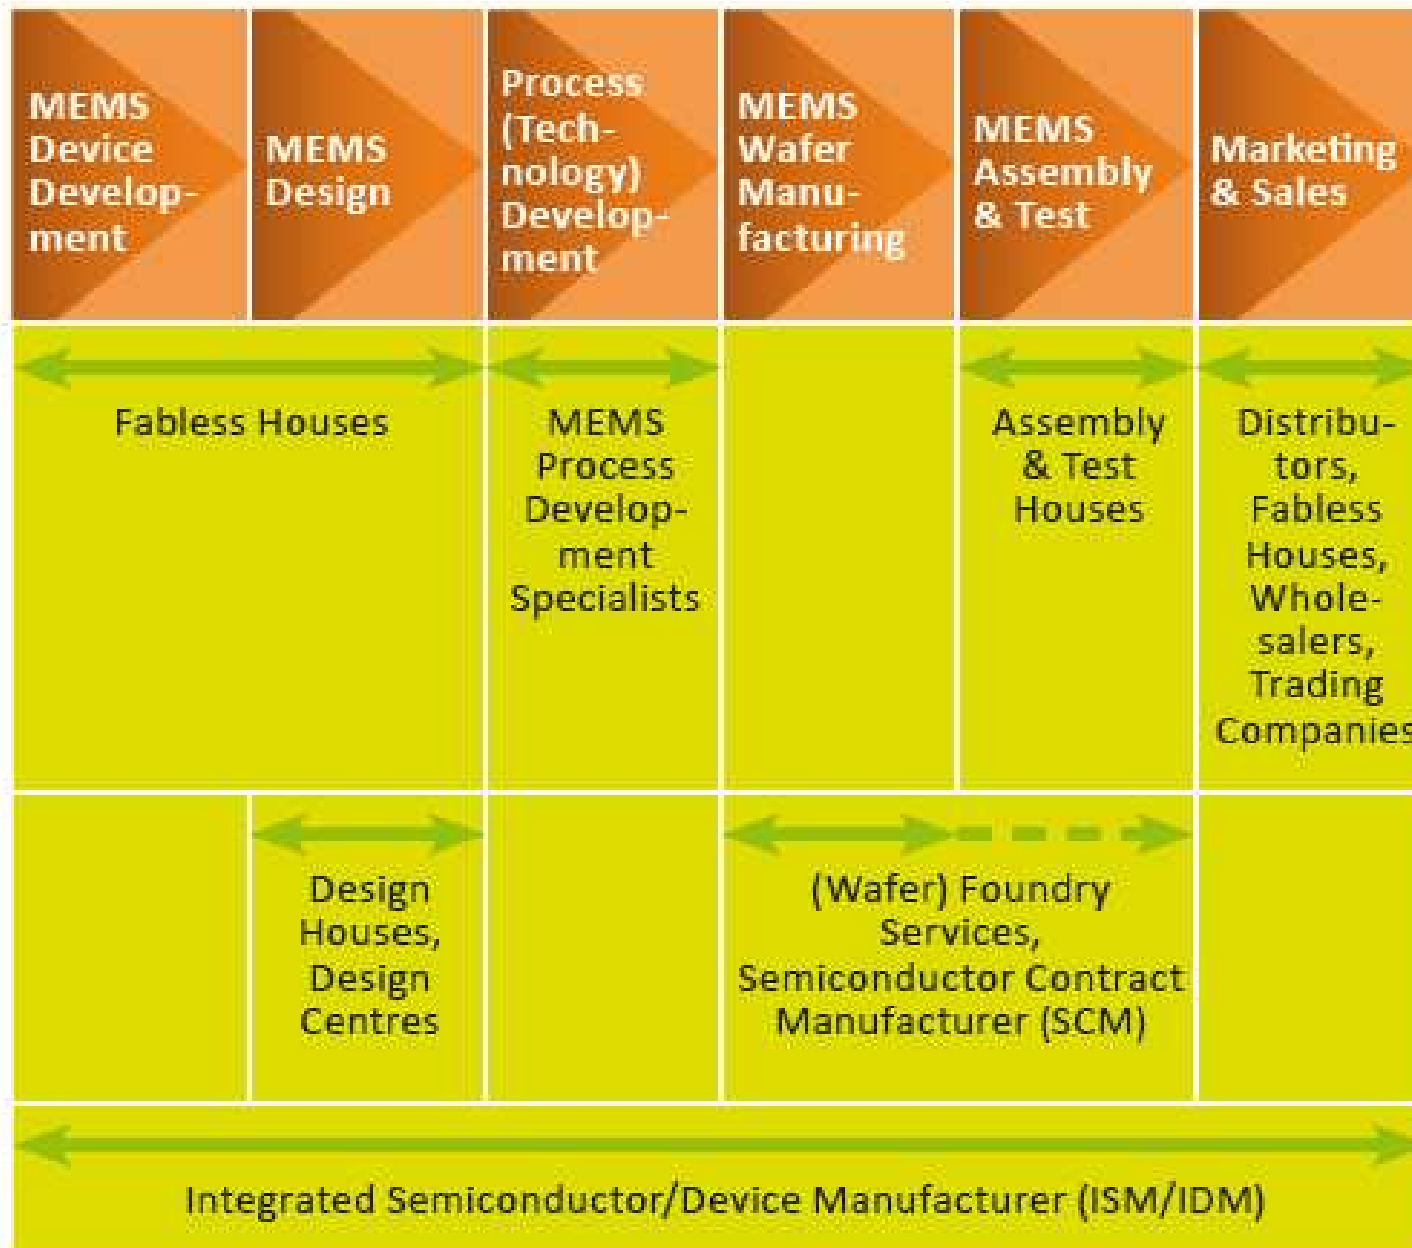 MEMS
Device
Develop-
ment
MEMS
Design
Process
(Tech-
nology)
Develop-
ment
MEMS
Wafer
Manu-
facturing
MEMS
Assembly
& Test
Marketing
& Sales
Fabless Houses
MEMS
Process
Develop-
ment
Specialists
Assembly
& Test
Houses
Distribu-
tors,
Fabless
Houses,
Whole-
salers,
Trading
Companies
Design
Houses,
Design
Centres
(Wafer) Foundry
Services,
Semiconductor Contract
Manufacturer (SCM)
Integrated Semiconductor/Device Manufacturer (ISM/IDM)